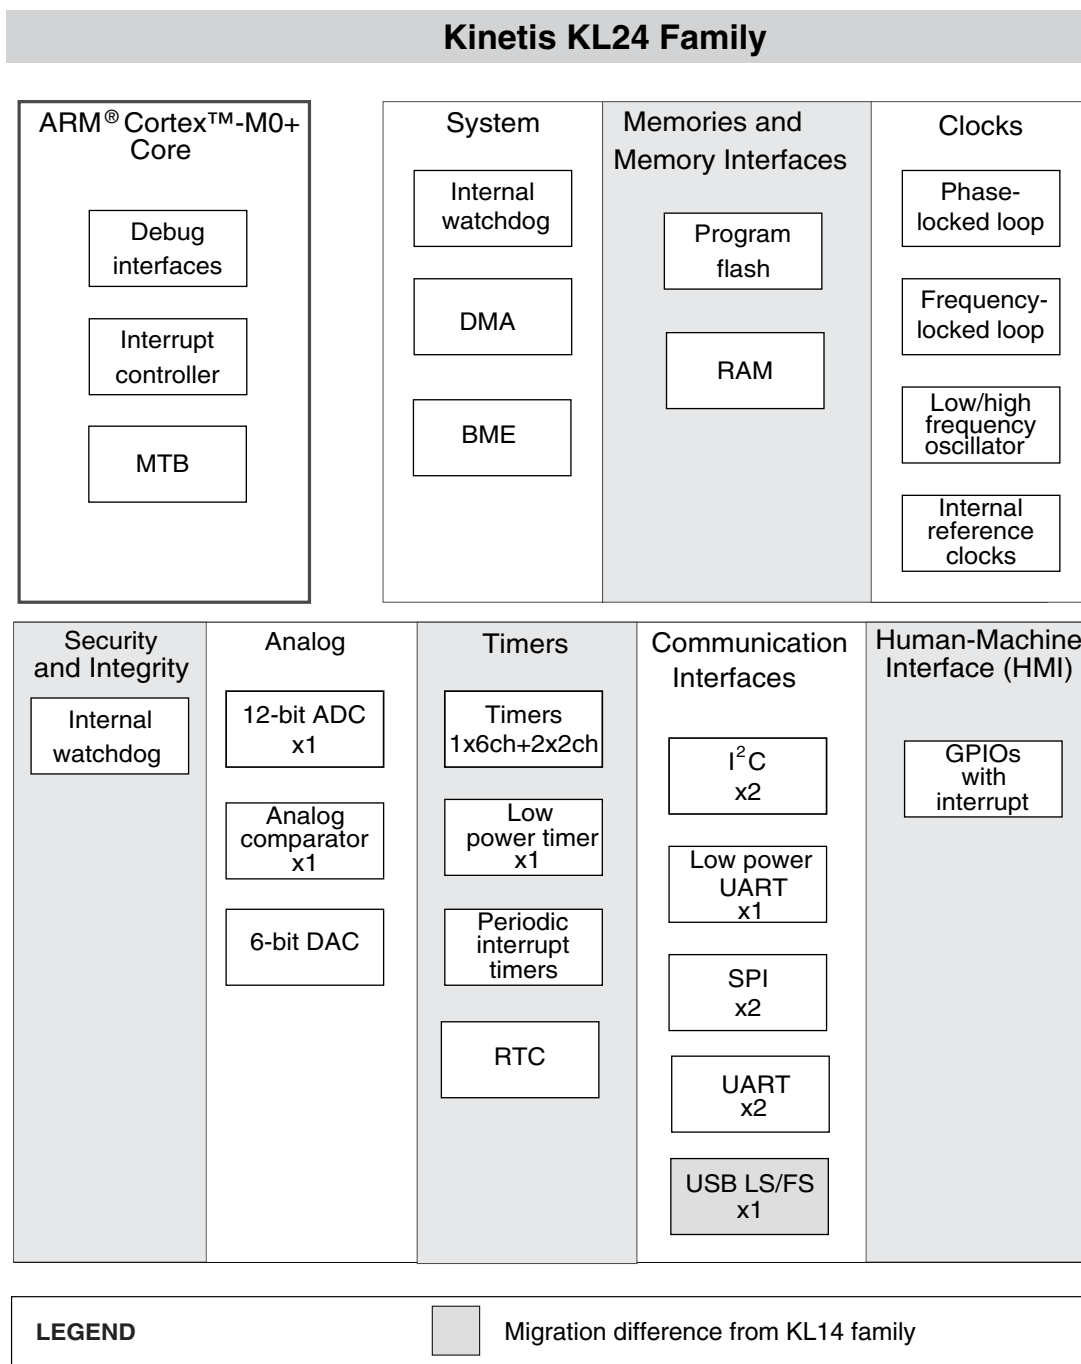 Kinetis KL24 Family
ARM® Cortex™-M0+
Core
Debug
interfaces
Interrupt
controller
MTB
System
Internal
watchdog
DMA
BME
Memories and
Memory Interfaces
Program
flash
RAM
Clocks
Phase-
locked loop
Frequency-
locked loop
Low/high
frequency
oscillator
Internal
reference
clocks
Security
and Integrity
Internal
watchdog
Analog
12-bit ADC
x1
Analog
comparator
x1
6-bit DAC
Timers
Timers
1x6ch+2x2ch
Low
power timer
x1
Periodic
interrupt
timers
RTC
Communication
Interfaces
I²C
x2
Low power
UART
x1
SPI
x2
UART
x2
USB LS/FS
x1
Human-Machine
Interface (HMI)
GPIOs
with
interrupt
LEGEND
Migration difference from KL14 family